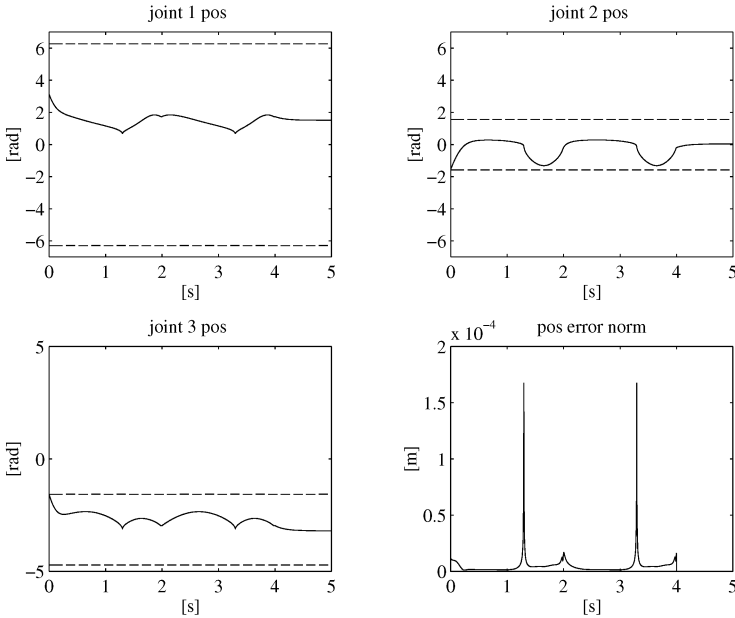 joint 1 pos
6
4
2
0
−2
−4
−6
[rad]
0 1 2 3 4 5
[s]
joint 2 pos
6
4
2
0
−2
−4
−6
[rad]
0 1 2 3 4 5
[s]
joint 3 pos
5
0
−5
[rad]
0 1 2 3 4 5
[s]
x 10−4
pos error norm
2
1.5
1
0.5
0
[m]
0 1 2 3 4 5
[s]